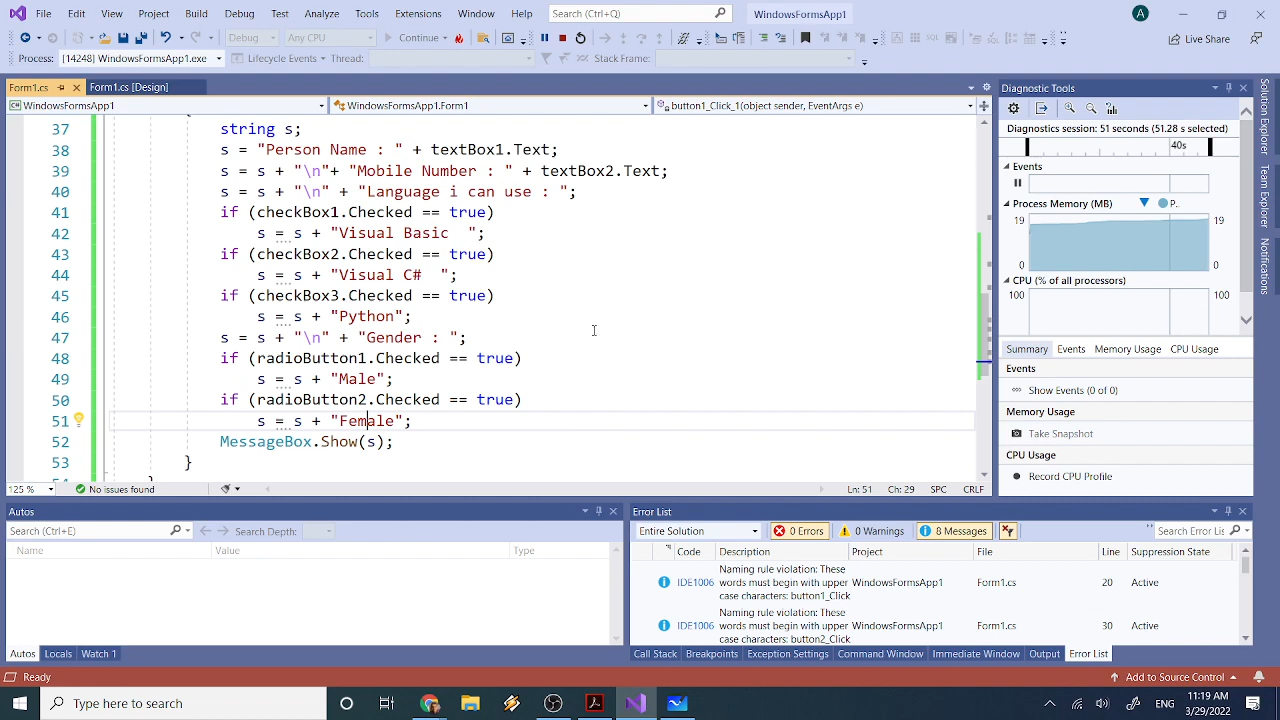 File Edit View Git Project Build Debug Test Analyze Tools Extensions Window Help Search (Ctrl+Q) WindowsFormsApp1 A
Debug Any CPU Continue Live Share
Process: [14248] WindowsFormsApp1.exe Lifecycle Events Thread: Stack Frame:
Form1.cs Form1.cs [Design]
WindowsFormsApp1 WindowsFormsApp1.Form1 button1_Click_1(object sender, EventArgs e)
37 string s;
38 s = "Person Name : " + textBox1.Text;
39 s = s + "\n"+ "Mobile Number : " + textBox2.Text;
40 s = s + "\n" + "Language i can use : ";
41 if (checkBox1.Checked == true)
42 s = s + "Visual Basic  ";
43 if (checkBox2.Checked == true)
44 s = s + "Visual C#  ";
45 if (checkBox3.Checked == true)
46 s = s + "Python";
47 s = s + "\n" + "Gender : ";
48 if (radioButton1.Checked == true)
49 s = s + "Male";
50 if (radioButton2.Checked == true)
51 s = s + "Female";
52 MessageBox.Show(s);
53 }
125 % No issues found Ln: 51 Ch: 29 SPC CRLF
Diagnostic Tools
Diagnostics session: 51 seconds (51.28 s selected)
40s
Events
Process Memory (MB) P..
19 19
0 0
CPU (% of all processors)
100 100
Summary Events Memory Usage CPU Usage
Events
Show Events (0 of 0)
Memory Usage
Take Snapshot
CPU Usage
Record CPU Profile
Solution Explorer
Team Explorer
Notifications
Autos
Search (Ctrl+E) Search Depth:
Name Value Type
Autos Locals Watch 1
Error List
Entire Solution 0 Errors 0 Warnings 8 Messages Search Error Lis
Code Description Project File Line Suppression State
Naming rule violation: These
IDE1006 words must begin with upper WindowsFormsApp1 Form1.cs 20 Active
case characters: button1_Click
Naming rule violation: These
IDE1006 words must begin with upper WindowsFormsApp1 Form1.cs 30 Active
case characters: button2_Click
Call Stack Breakpoints Exception Settings Command Window Immediate Window Output Error List
Ready Add to Source Control
Type here to search ENG 11:19 AM
3/29/2022